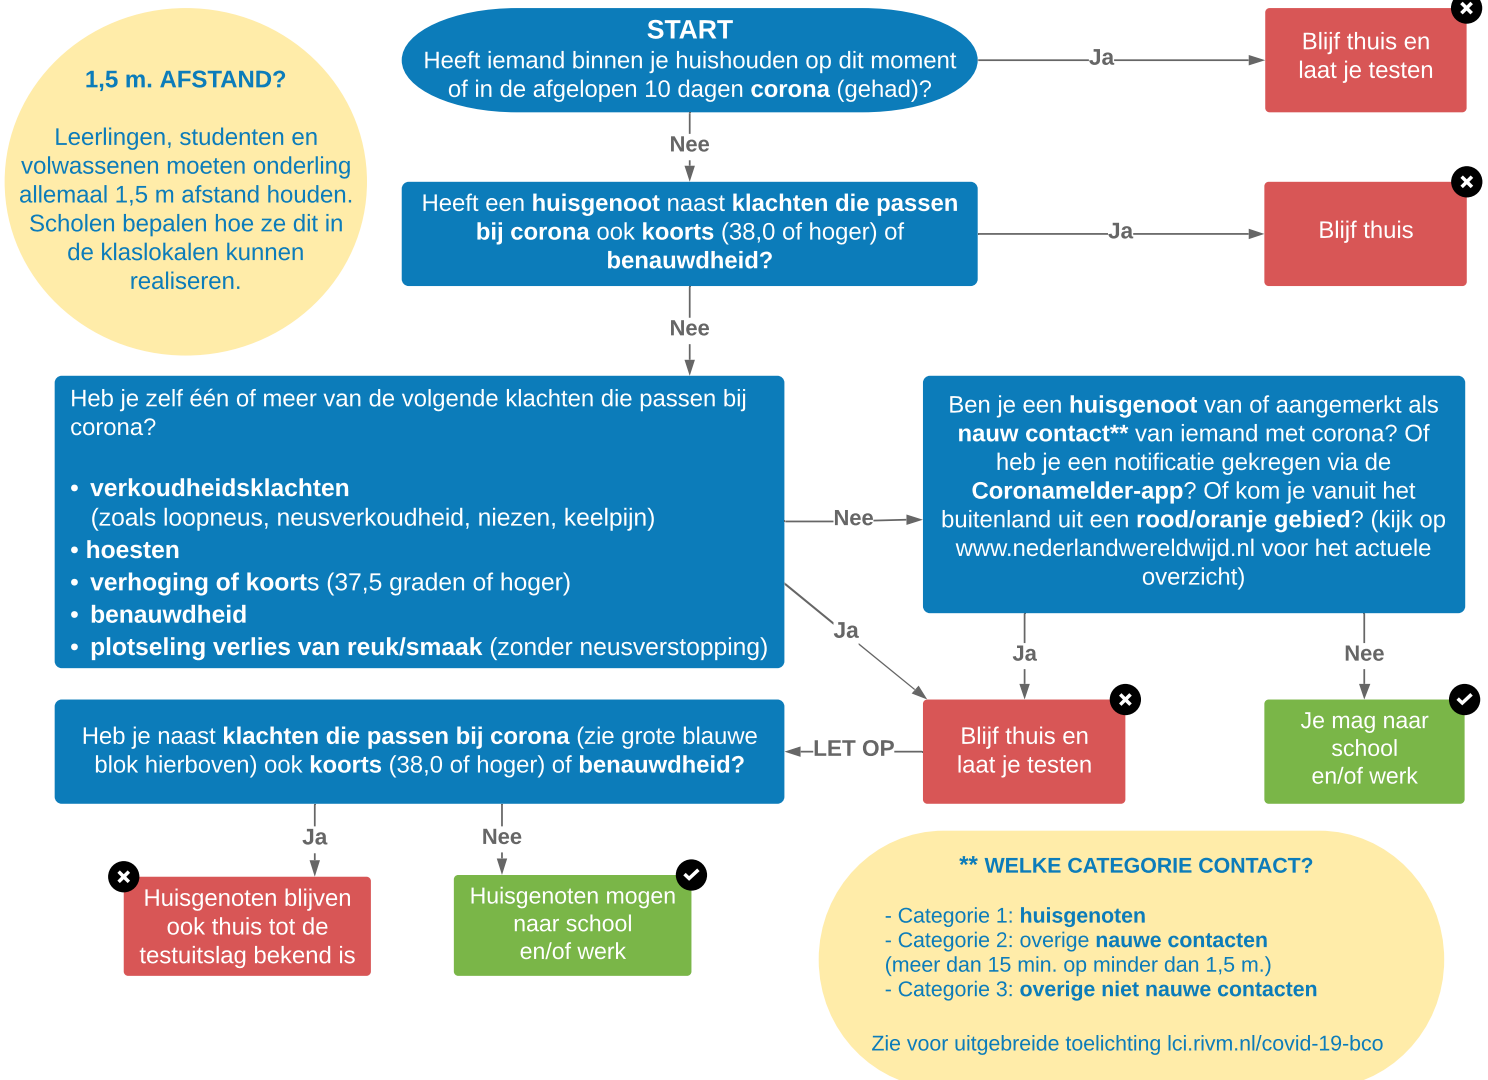 1,5 m. AFSTAND?
Leerlingen, studenten en
volwassenen moeten onderling
allemaal 1,5 m afstand houden.
Scholen bepalen hoe ze dit in
de klaslokalen kunnen
realiseren.
START
Heeft iemand binnen je huishouden op dit moment
of in de afgelopen 10 dagen corona (gehad)?
Ja
Blijf thuis en
laat je testen
Nee
Heeft een huisgenoot naast klachten die passen
bij corona ook koorts (38,0 of hoger) of
benauwdheid?
Ja
Blijf thuis
Nee
Heb je zelf één of meer van de volgende klachten die passen bij
corona?
• verkoudheidsklachten
(zoals loopneus, neusverkoudheid, niezen, keelpijn)
• hoesten
• verhoging of koorts (37,5 graden of hoger)
• benauwdheid
• plotseling verlies van reuk/smaak (zonder neusverstopping)
Nee
Ja
Ben je een huisgenoot van of aangemerkt als
nauw contact** van iemand met corona? Of
heb je een notificatie gekregen via de
Coronamelder-app? Of kom je vanuit het
buitenland uit een rood/oranje gebied? (kijk op
www.nederlandwereldwijd.nl voor het actuele
overzicht)
Ja
Nee
Blijf thuis en
laat je testen
Je mag naar
school
en/of werk
LET OP
Heb je naast klachten die passen bij corona (zie grote blauwe
blok hierboven) ook koorts (38,0 of hoger) of benauwdheid?
Ja
Nee
Huisgenoten blijven
ook thuis tot de
testuitslag bekend is
Huisgenoten mogen
naar school
en/of werk
** WELKE CATEGORIE CONTACT?
- Categorie 1: huisgenoten
- Categorie 2: overige nauwe contacten
(meer dan 15 min. op minder dan 1,5 m.)
- Categorie 3: overige niet nauwe contacten
Zie voor uitgebreide toelichting lci.rivm.nl/covid-19-bco